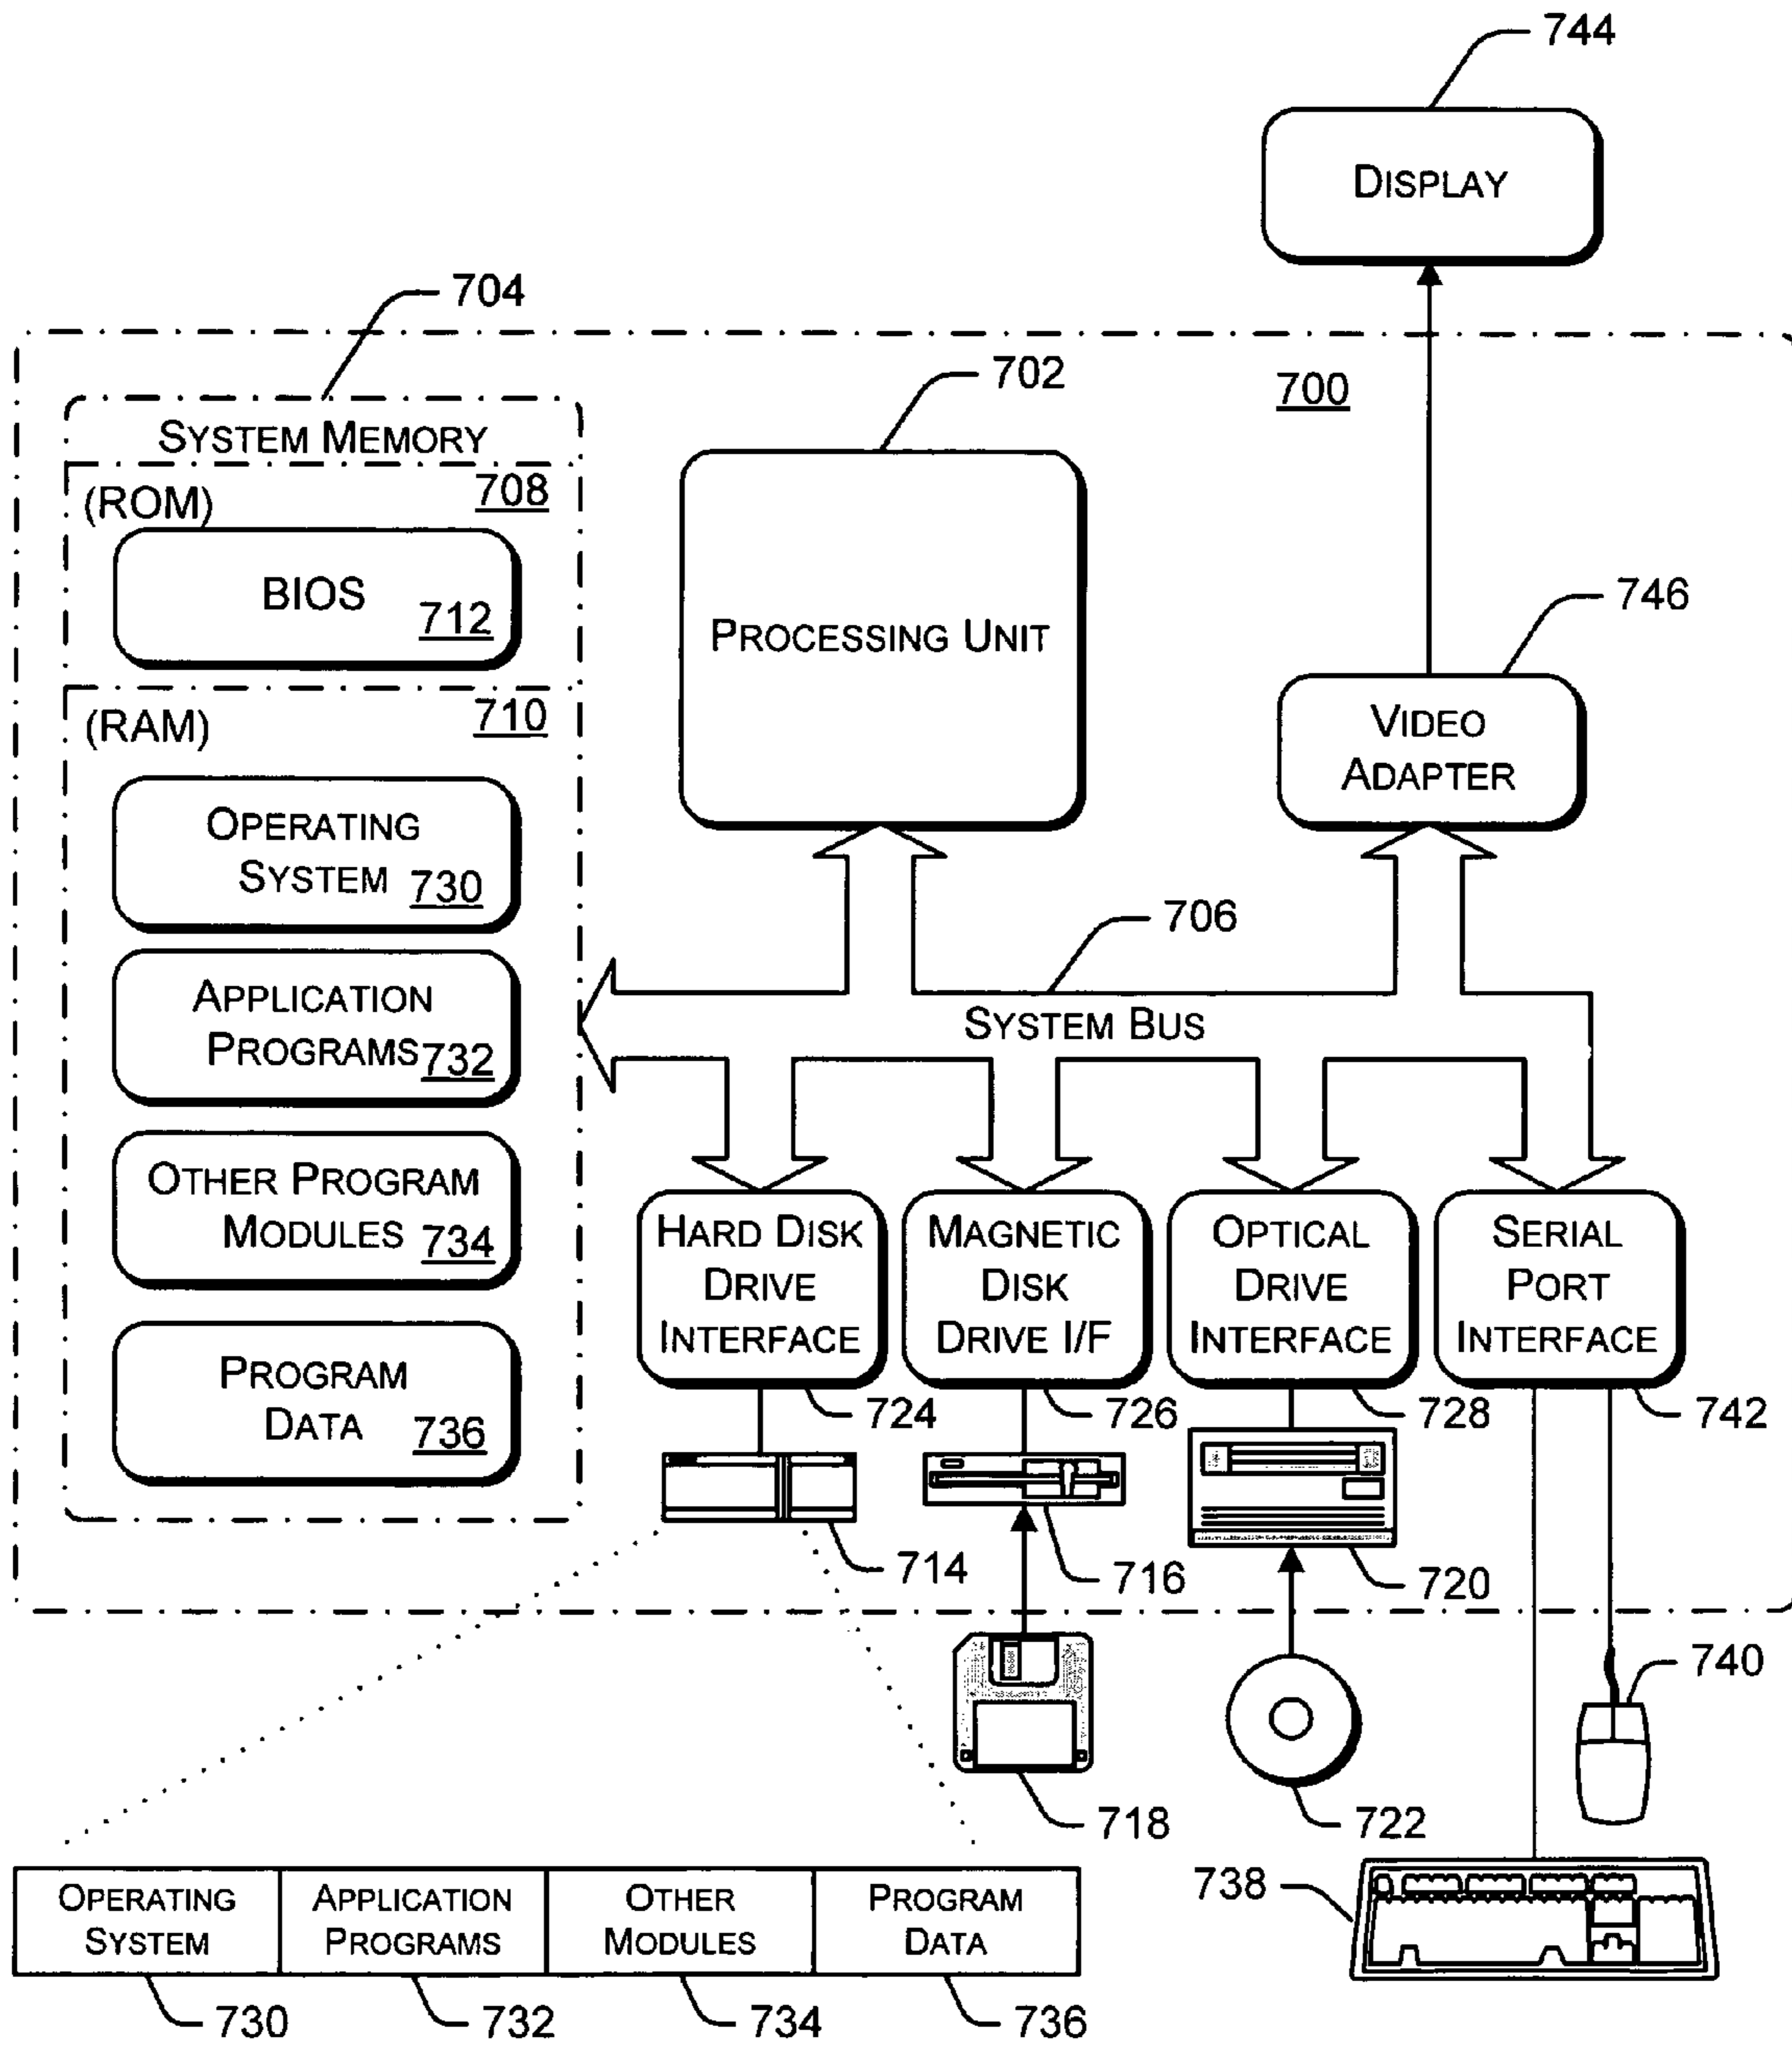 744
DISPLAY
704
702
700
SYSTEM MEMORY
(ROM)
708
BIOS
712
PROCESSING UNIT
746
VIDEO
ADAPTER
(RAM)
710
OPERATING
SYSTEM 730
APPLICATION
PROGRAMS 732
OTHER PROGRAM
MODULES 734
PROGRAM
DATA 736
706
SYSTEM BUS
HARD DISK
DRIVE
INTERFACE
MAGNETIC
DISK
DRIVE I/F
OPTICAL
DRIVE
INTERFACE
SERIAL
PORT
INTERFACE
724
726
728
742
714
716
720
740
718
722
738
OPERATING
SYSTEM
APPLICATION
PROGRAMS
OTHER
MODULES
PROGRAM
DATA
730
732
734
736